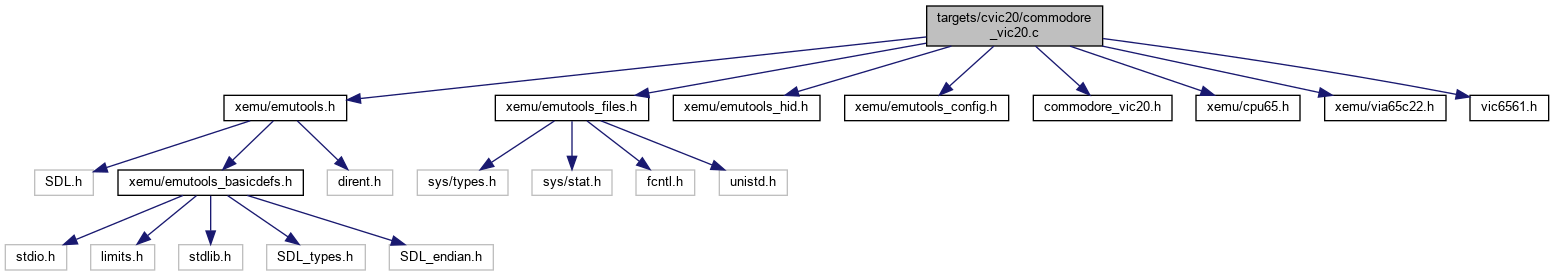 targets/cvic20/commodore
_vic20.c
xemu/emutools.h
xemu/emutools_files.h
xemu/emutools_hid.h
xemu/emutools_config.h
commodore_vic20.h
xemu/cpu65.h
xemu/via65c22.h
vic6561.h
SDL.h
xemu/emutools_basicdefs.h
dirent.h
sys/types.h
sys/stat.h
fcntl.h
unistd.h
stdio.h
limits.h
stdlib.h
SDL_types.h
SDL_endian.h